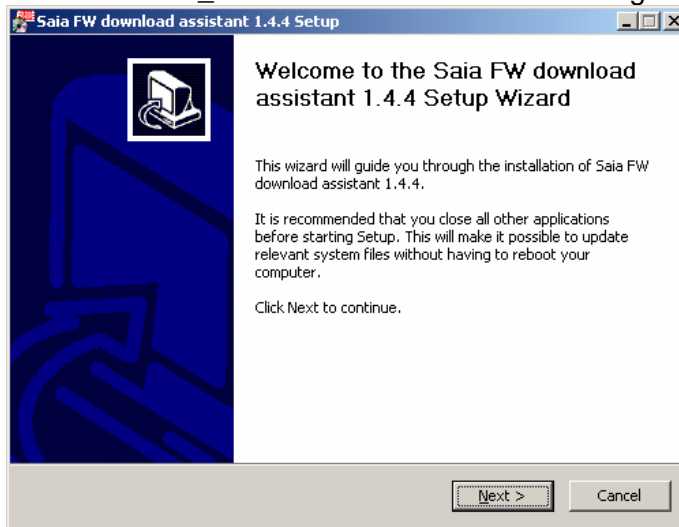 Saia FW download assistant 1.4.4 Setup
Welcome to the Saia FW download
assistant 1.4.4 Setup Wizard
This wizard will guide you through the installation of Saia FW
download assistant 1.4.4.
It is recommended that you close all other applications
before starting Setup. This will make it possible to update
relevant system files without having to reboot your
computer.
Click Next to continue.
Next >
Cancel